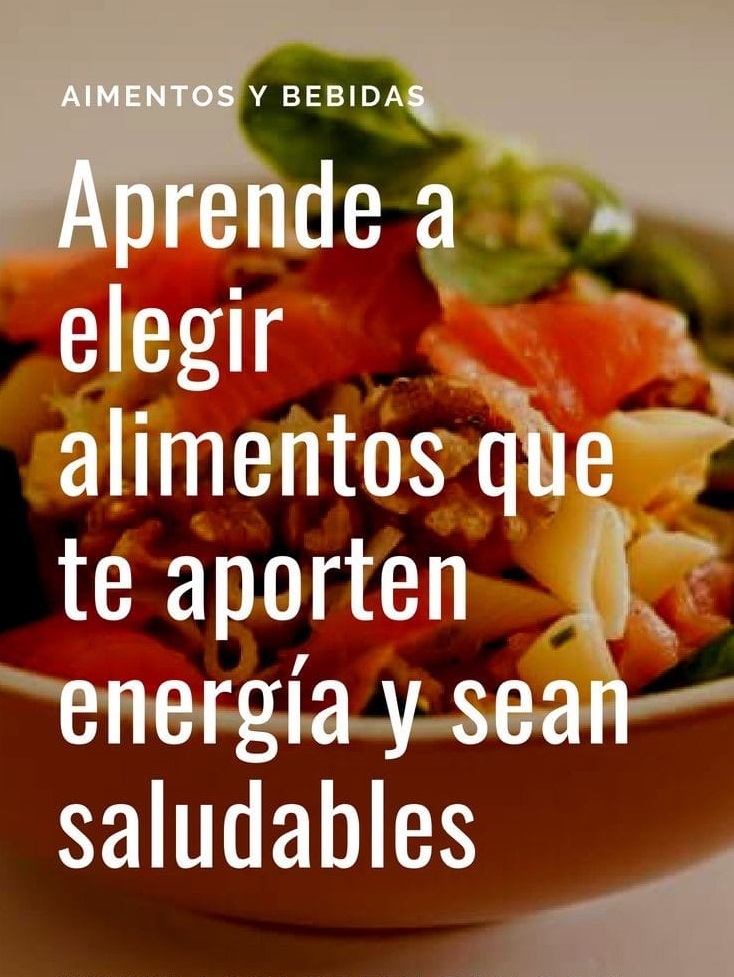 AIMENTOS Y BEBIDAS
Aprende a
elegir
alimentos que
te aporten
energía y sean
saludables